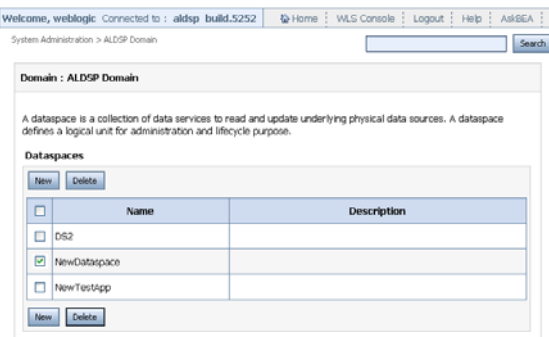 Welcome, weblogic Connected to : aldsp_build.5252 Home WLS Console Logout Help AskBEA
System Administration > ALDSP Domain
Search
Domain : ALDSP Domain
A dataspace is a collection of data services to read and update underlying physical data sources. A dataspace
defines a logical unit for administration and lifecycle purpose.
Dataspaces
New Delete
Name Description
DS2
NewDataspace
NewTestApp
New Delete